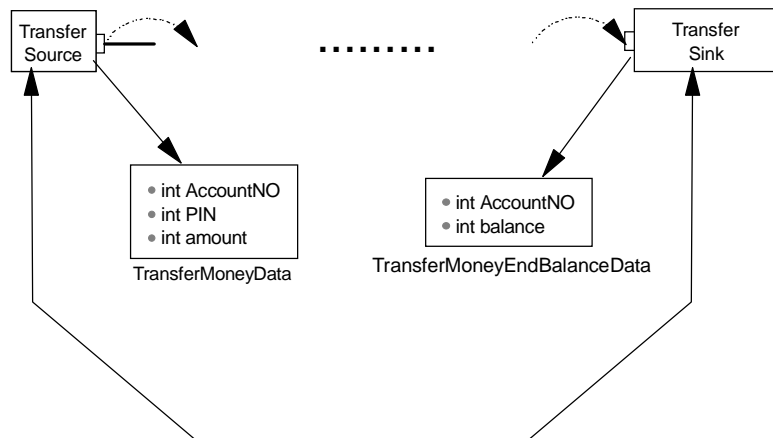 Transfer
Source
Transfer
Sink
int AccountNO
int PIN
int amount
TransferMoneyData
int AccountNO
int balance
TransferMoneyEndBalanceData